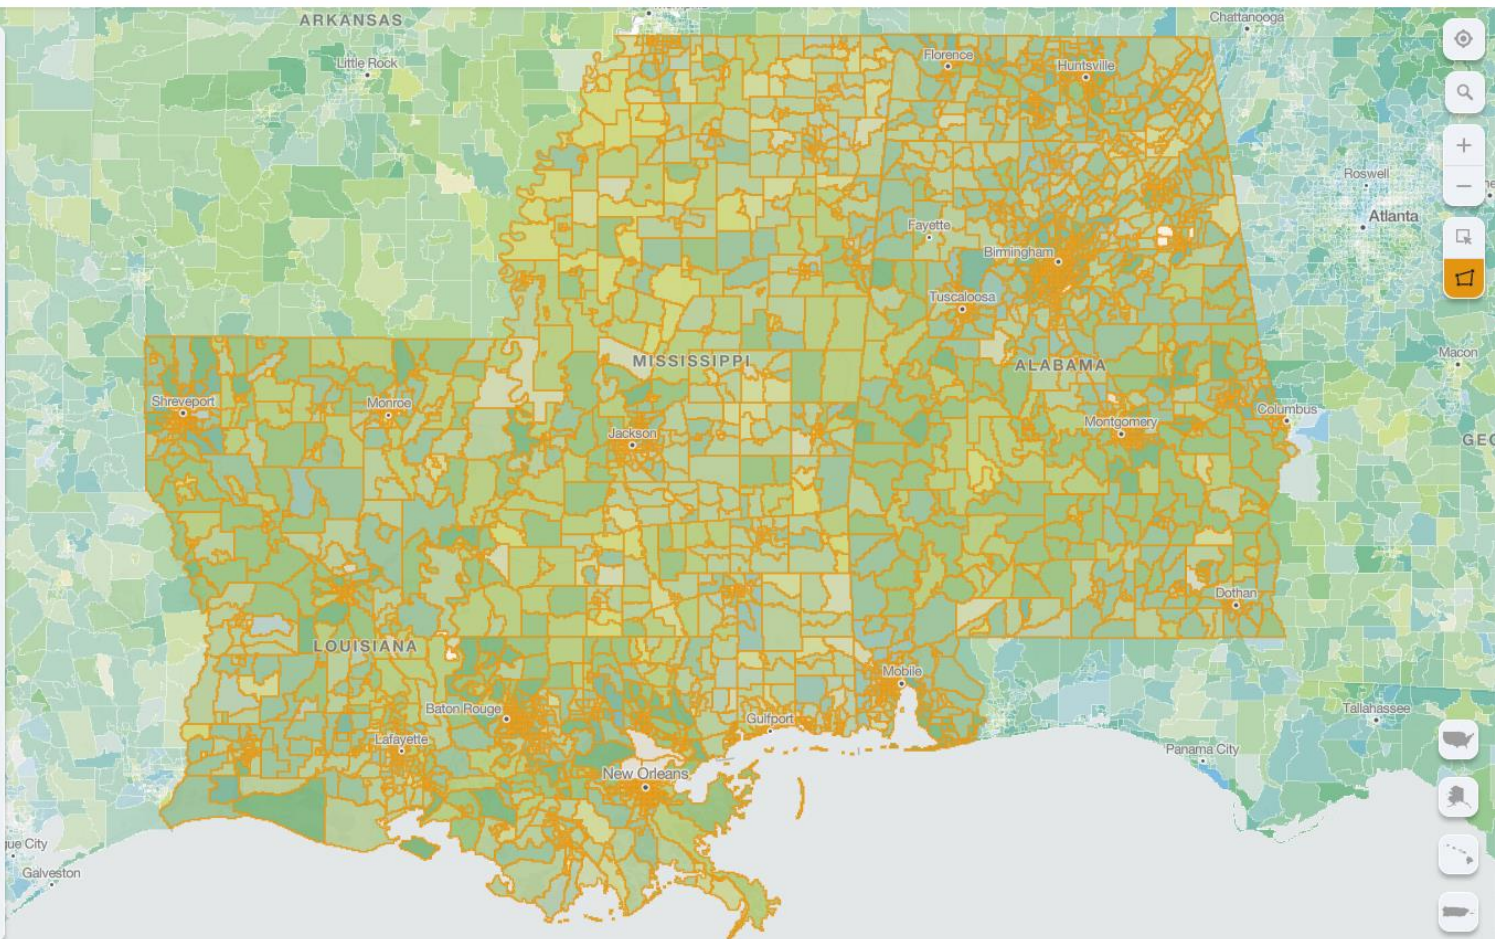 ARKANSAS
Chattanooga
Little Rock
Florence
Huntsville
Roswell
Atlanta
Fayette
Birmingham
Tuscaloosa
MISSISSIPPI
ALABAMA
Macon
Shreveport
Monroe
Columbus
Montgomery
Jackson
GEO
Dothan
LOUISIANA
Mobile
Baton Rouge
Gulfport
Tallahassee
Lafayette
Panama City
New Orleans
ue City
Galveston